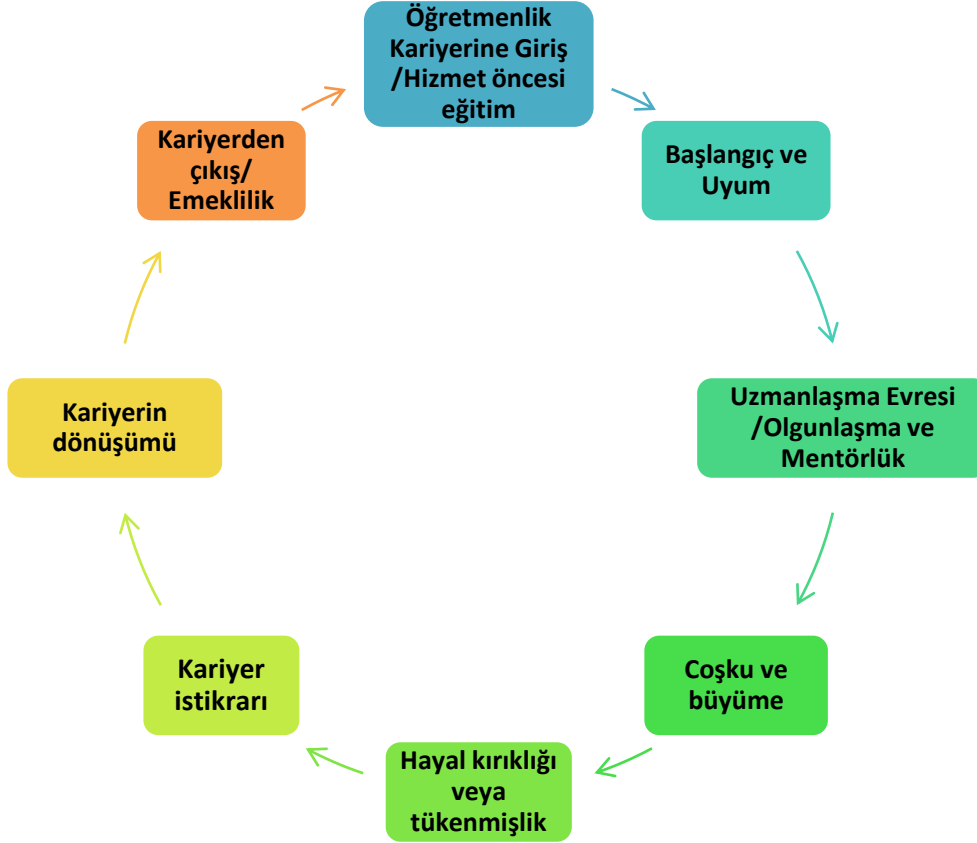 Öğretmenlik
Kariyerine Giriş
/Hizmet öncesi
eğitim
Başlangıç ve
Uyum
Uzmanlaşma Evresi
/Olgunlaşma ve
Mentörlük
Coşku ve
büyüme
Hayal kırıklığı
veya
tükenmişlik
Kariyer
istikrarı
Kariyerin
dönüşümü
Kariyerden
çıkış/
Emeklilik